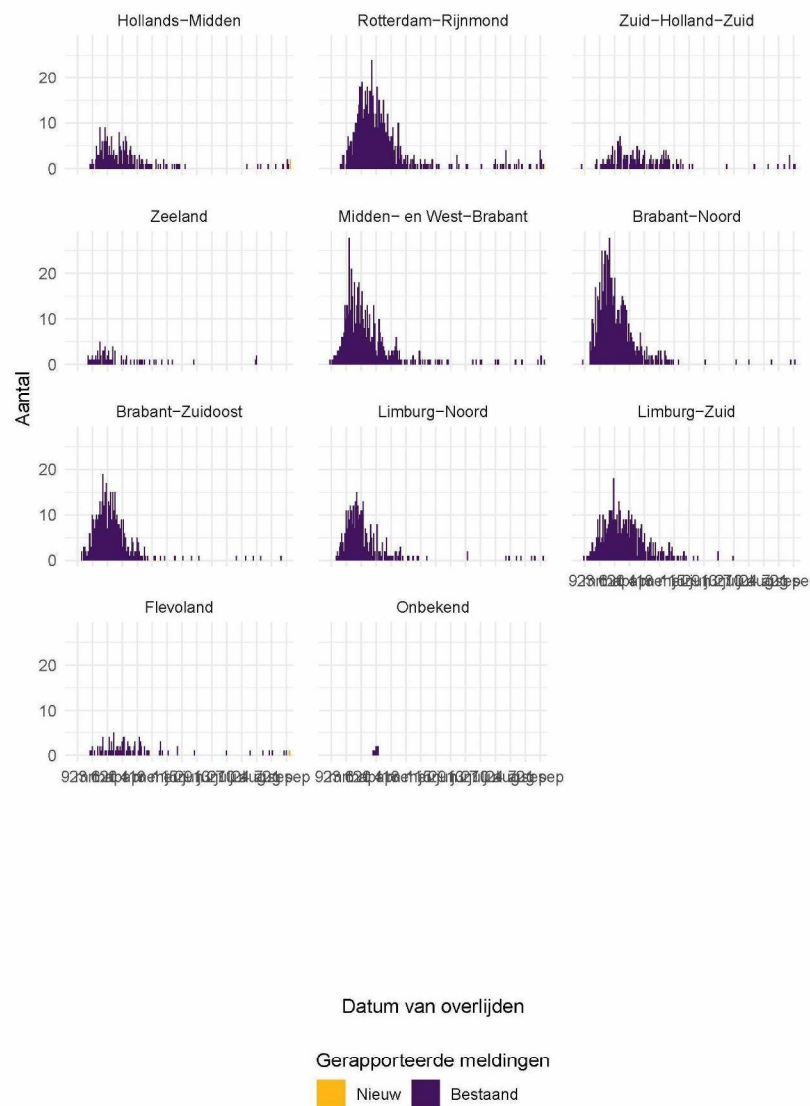 Hollands−Midden Rotterdam−Rijnmond Zuid−Holland−Zuid
20
10
0
Zeeland Midden− en West−Brabant Brabant−Noord
20
10
0
Aantal
Brabant−Zuidoost Limburg−Noord Limburg−Zuid
20
10
0
Flevoland Onbekend
20
10
0
Datum van overlijden
Gerapporteerde meldingen
Nieuw Bestaand